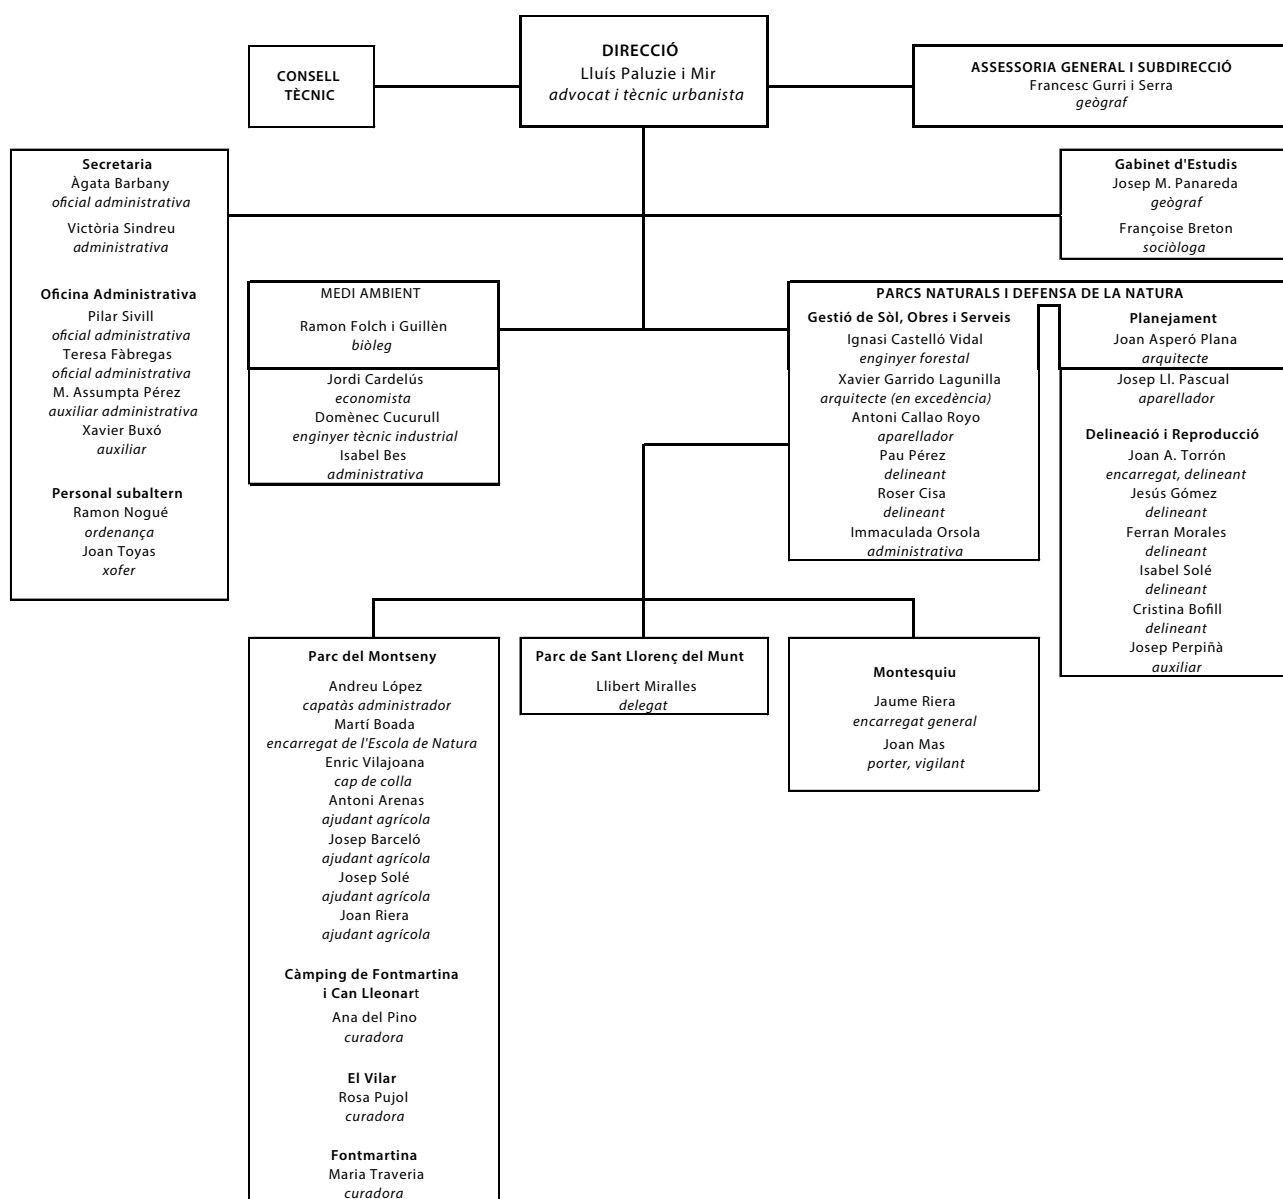 DIRECCIÓ
Lluís Paluzie i Mir
advocat i tècnic urbanista
CONSELL
TÈCNIC
ASSESSORIA GENERAL I SUBDIRECCIÓ
Francesc Gurri i Serra
geògraf
Secretaria
Àgata Barbany
oficial administrativa
Victòria Sindreu
administrativa
Oficina Administrativa
Pilar Sivill
oficial administrativa
Teresa Fàbregas
oficial administrativa
M. Assumpta Pérez
auxiliar administrativa
Xavier Buxó
auxiliar
Personal subaltern
Ramon Nogué
ordenança
Joan Toyas
xofer
Gabinet d'Estudis
Josep M. Panareda
geògraf
Françoise Breton
sociòloga
MEDI AMBIENT
Ramon Folch i Guillèn
biòleg
Jordi Cardelús
economista
Domènec Cucurull
enginyer tècnic industrial
Isabel Bes
administrativa
PARCS NATURALS I DEFENSA DE LA NATURA
Gestió de Sòl, Obres i Serveis
Ignasi Castelló Vidal
enginyer forestal
Xavier Garrido Lagunilla
arquitecte (en excedència)
Antoni Callao Royo
aparellador
Pau Pérez
delineant
Roser Cisa
delineant
Immaculada Orsola
administrativa
Planejament
Joan Asperó Plana
arquitecte
Josep Ll. Pascual
aparellador
Delineació i Reproducció
Joan A. Torrón
encarregat, delineant
Jesús Gómez
delineant
Ferran Morales
delineant
Isabel Solé
delineant
Cristina Bofill
delineant
Josep Perpiñà
auxiliar
Parc del Montseny
Andreu López
capatàs administrador
Martí Boada
encarregat de l'Escola de Natura
Enric Vilajoana
cap de colla
Antoni Arenas
ajudant agrícola
Josep Barceló
ajudant agrícola
Josep Solé
ajudant agrícola
Joan Riera
ajudant agrícola
Càmping de Fontmartina
i Can Lleonart
Ana del Pino
curadora
El Vilar
Rosa Pujol
curadora
Fontmartina
Maria Traveria
curadora
Parc de Sant Llorenç del Munt
Llibert Miralles
delegat
Montesquiu
Jaume Riera
encarregat general
Joan Mas
porter, vigilant